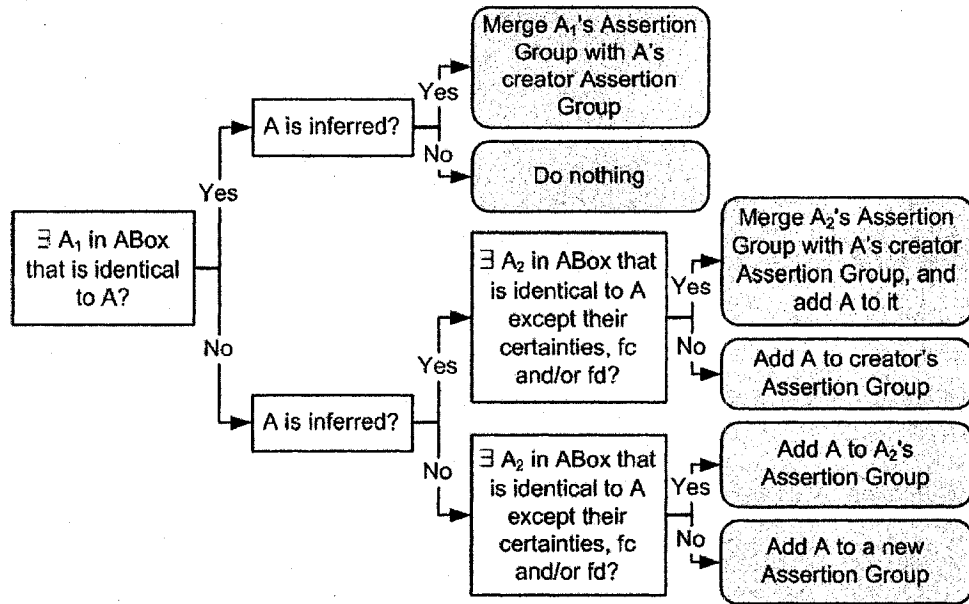 Merge A₁'s Assertion
Group with A's
creator Assertion
Group
Yes
A is inferred?
No
Do nothing
Yes
∃ A₁ in ABox
that is identical
to A?
No
Merge A₂'s Assertion
Group with A's creator
Assertion Group, and
add A to it
∃ A₂ in ABox that
is identical to A
except their
certainties, fc
and/or fd?
Yes
No
Add A to creator's
Assertion Group
Yes
A is inferred?
No
∃ A₂ in ABox that
is identical to A
except their
certainties, fc
and/or fd?
Yes
Add A to A₂'s
Assertion Group
No
Add A to a new
Assertion Group